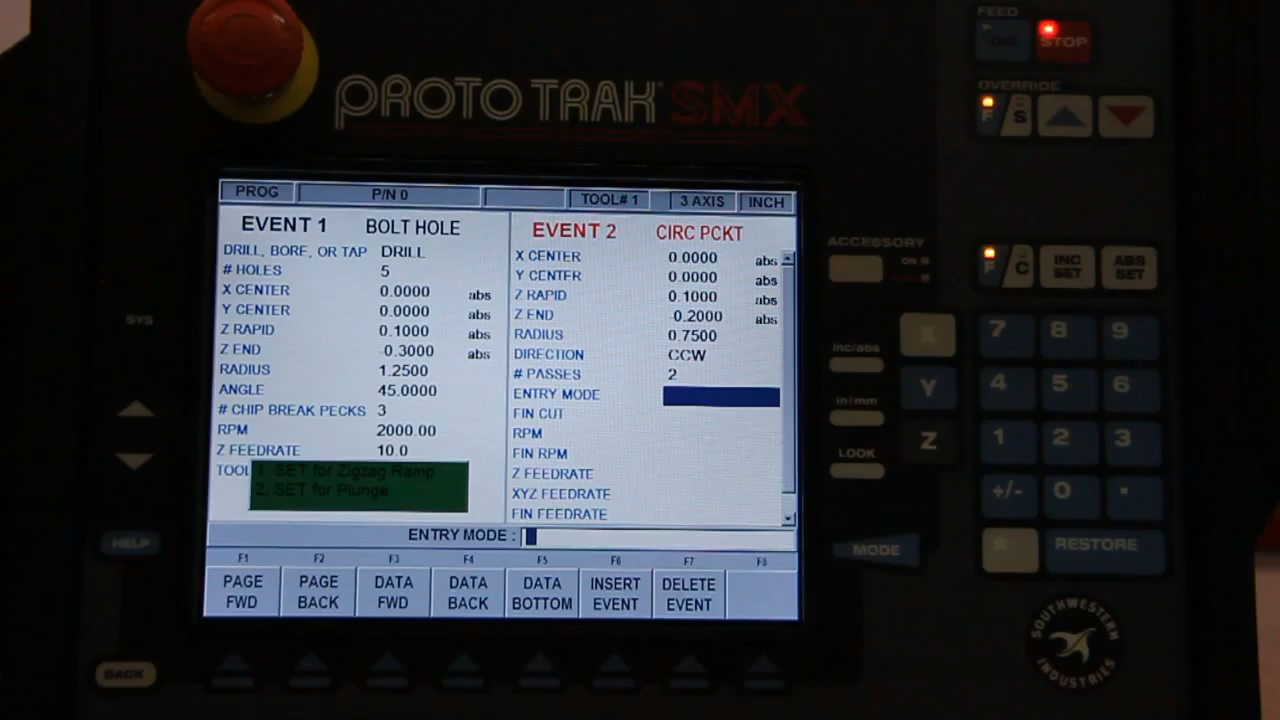 FEED
STOP
PROTO TRAK SMX
OVERRIDE
F S
PROG P/N 0 TOOL# 1 3 AXIS INCH
EVENT 1 BOLT HOLE
DRILL, BORE, OR TAP DRILL
# HOLES 5
X CENTER 0.0000 abs
Y CENTER 0.0000 abs
Z RAPID 0.1000 abs
Z END -0.3000 abs
RADIUS 1.2500
ANGLE 45.0000
# CHIP BREAK PECKS 3
RPM 2000.00
Z FEEDRATE 10.0
TOOL
1. SET for Zigzag Ramp
2. SET for Plunge
EVENT 2 CIRC PCKT
X CENTER 0.0000 abs
Y CENTER 0.0000 abs
Z RAPID 0.1000 abs
Z END -0.2000 abs
RADIUS 0.7500
DIRECTION CCW
# PASSES 2
ENTRY MODE
FIN CUT
RPM
FIN RPM
Z FEEDRATE
XYZ FEEDRATE
FIN FEEDRATE
ENTRY MODE :
F1 F2 F3 F4 F5 F6 F7 F8
PAGE FWD
PAGE BACK
DATA FWD
DATA BACK
DATA BOTTOM
INSERT EVENT
DELETE EVENT
SYS
HELP
BACK
ACCESSORY
ON
F C
INC SET
ABS SET
inc/abs
in/mm
LOOK
MODE
X
Y
Z
7 8 9
4 5 6
1 2 3
+/- 0 .
RESTORE
SOUTHWESTERN
INDUSTRIES